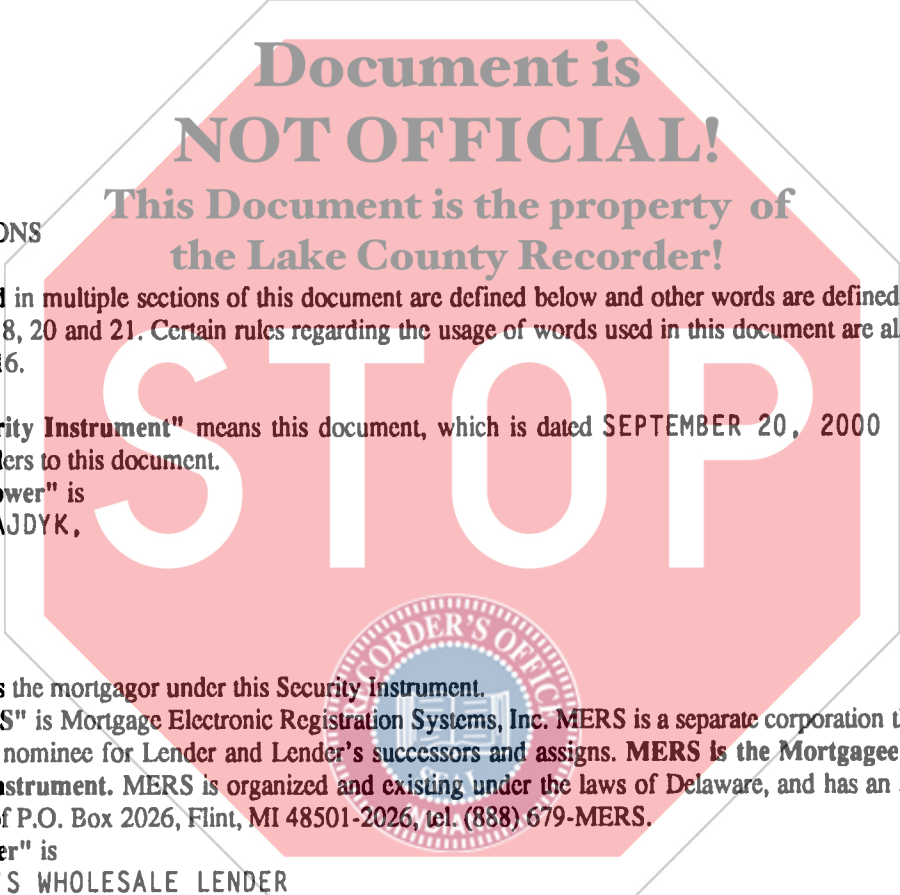 Document is
NOT OFFICIAL!
This Document is the property of
the Lake County Recorder!
ONS
in multiple sections of this document are defined below and other words are defined
8, 20 and 21. Certain rules regarding the usage of words used in this document are al
16.
STOP
rity Instrument" means this document, which is dated SEPTEMBER 20, 2000
ers to this document.
ower" is
AJDYK,
RECORDER'S OFFICE
s the mortgagor under this Security Instrument.
S" is Mortgage Electronic Registration Systems, Inc. MERS is a separate corporation t
nominee for Lender and Lender's successors and assigns. MERS is the Mortgagee
nstrument. MERS is organized and existing under the laws of Delaware, and has an
f P.O. Box 2026, Flint, MI 48501-2026, tel. (888) 679-MERS.
SEAL
er" is
'S WHOLESALE LENDER